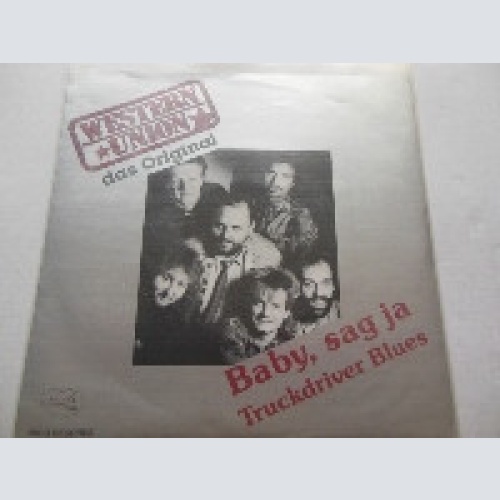 WESTERN
UNION
das Original
Baby, sag ja
Truckdriver Blues